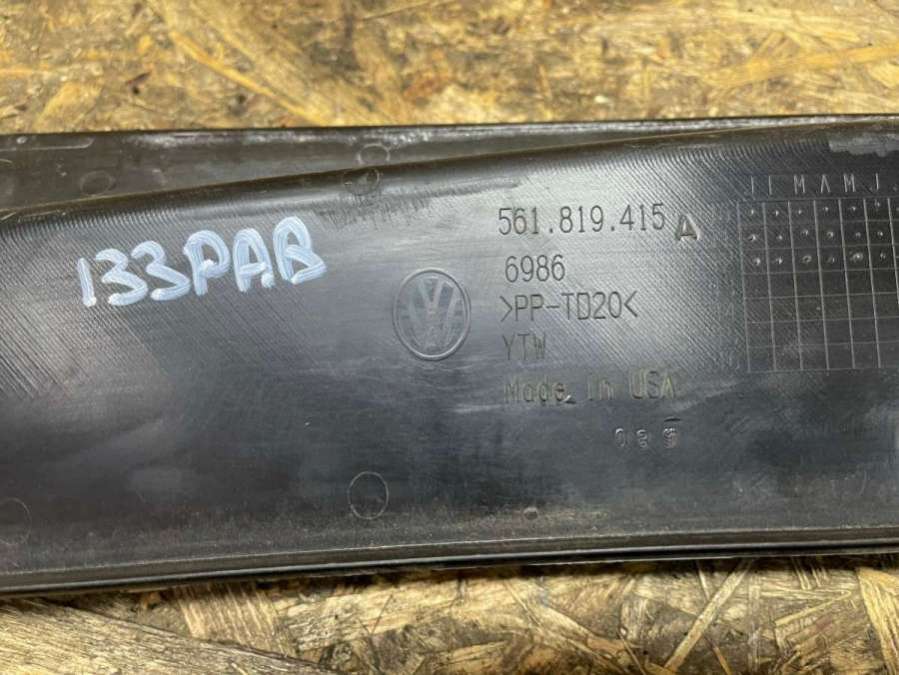 133PAB
561.819.415 A
6986
>PP-TD20<
YTW
Made in USA
J F M A M J